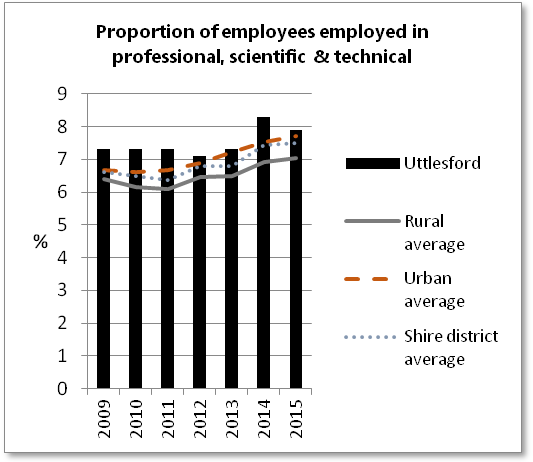 Proportion of employees employed in
professional, scientific & technical
9
8
7
6
5
4
3
2
1
0
%
2009
2010
2011
2012
2013
2014
2015
Uttlesford
Rural
average
Urban
average
Shire district
average